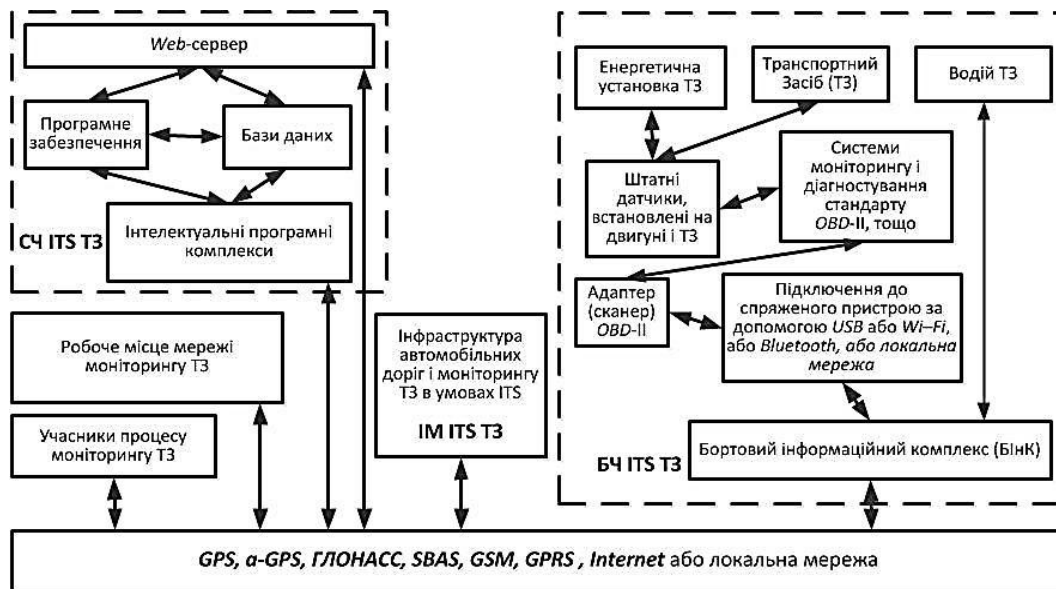 Web-сервер
Програмне
забезпечення
Бази даних
Інтелектуальні програмні
комплекси
СЧ ITS ТЗ
Робоче місце мережі
моніторингу ТЗ
Учасники процесу
моніторингу ТЗ
Інфраструктура
автомобільних
доріг і моніторингу
ТЗ в умовах ITS
ІМ ITS ТЗ
Енергетична
установка ТЗ
Транспортний
Засіб (ТЗ)
Водій ТЗ
Штатні
датчики,
встановлені на
двигуні і ТЗ
Системи
моніторингу і
діагностування
стандарту
OBD-II, тощо
Адаптер
(сканер)
OBD-II
Підключення до
спряженого пристрою за
допомогою USB або Wi–Fi,
або Bluetooth, або локальна
мережа
БЧ ITS ТЗ
Бортовий інформаційний комплекс (БІнК)
GPS, a-GPS, ГЛОНАСС, SBAS, GSM, GPRS , Internet або локальна мережа